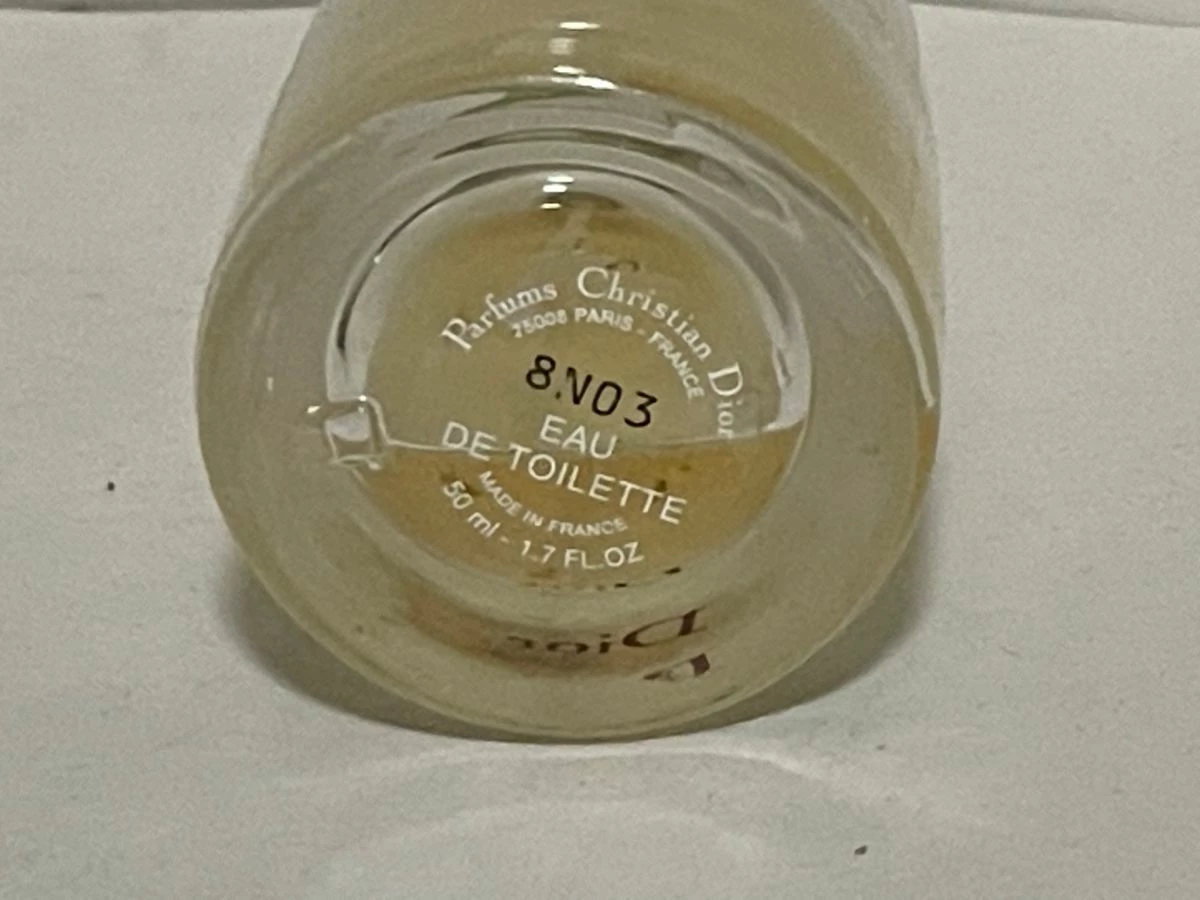 Parfums Christian Dior
75008 PARIS - FRANCE
8N03
EAU
DE TOILETTE
MADE IN FRANCE
50 ml - 1.7 FL.OZ
Dior